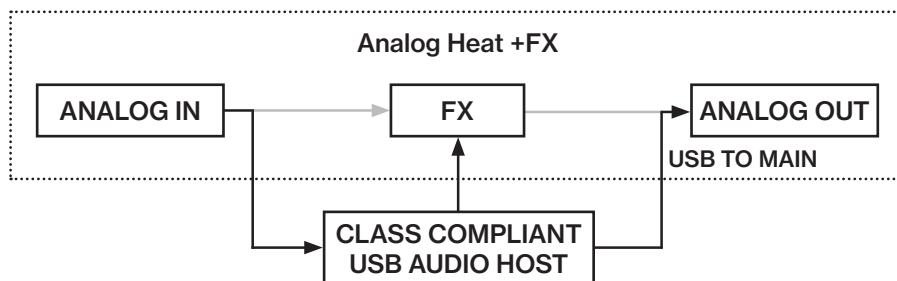 Analog Heat +FX
ANALOG IN
FX
ANALOG OUT
USB TO MAIN
CLASS COMPLIANT
USB AUDIO HOST